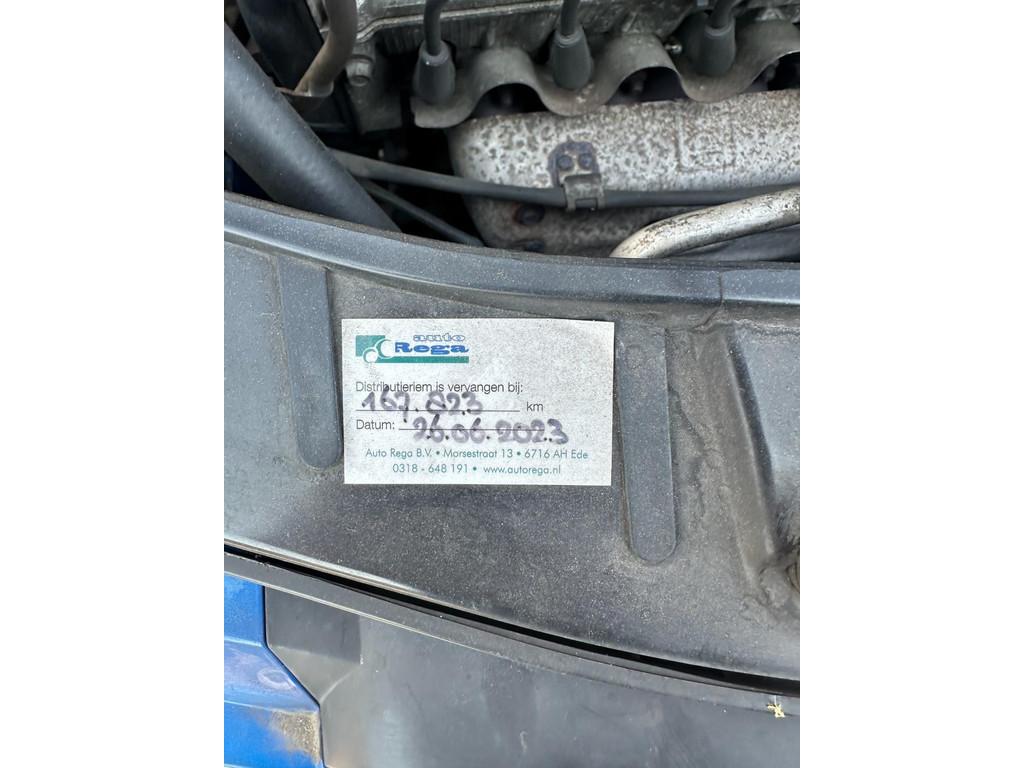 auto
Rega
Distributieriem is vervangen bij:
167.823 km
Datum: 26.06.2023
Auto Rega B.V. • Morsestraat 13 • 6716 AH Ede
0318 - 648 191 • www.autorega.nl